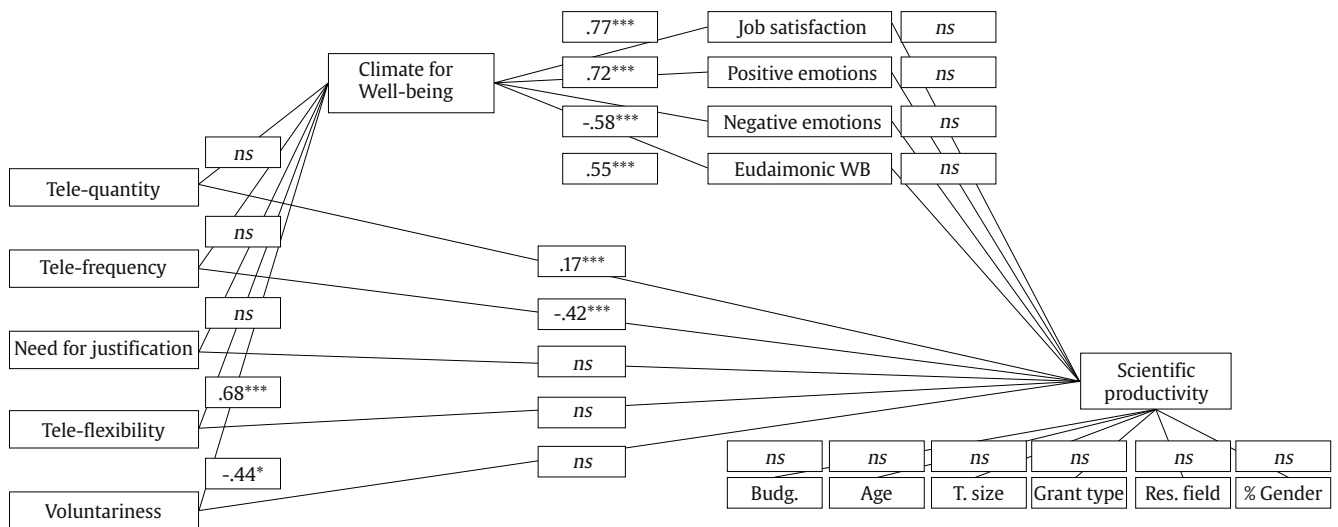 .77***
Job satisfaction
ns
Climate for
Well-being
.72***
Positive emotions
ns
-.58***
Negative emotions
ns
ns
.55***
Eudaimonic WB
ns
Tele-quantity
ns
Tele-frequency
.17***
ns
-.42***
Need for justification
ns
Scientific
productivity
.68***
ns
Tele-flexibility
-.44*
ns
ns
ns
ns
ns
ns
ns
Voluntariness
Budg.
Age
T. size
Grant type
Res. field
% Gender